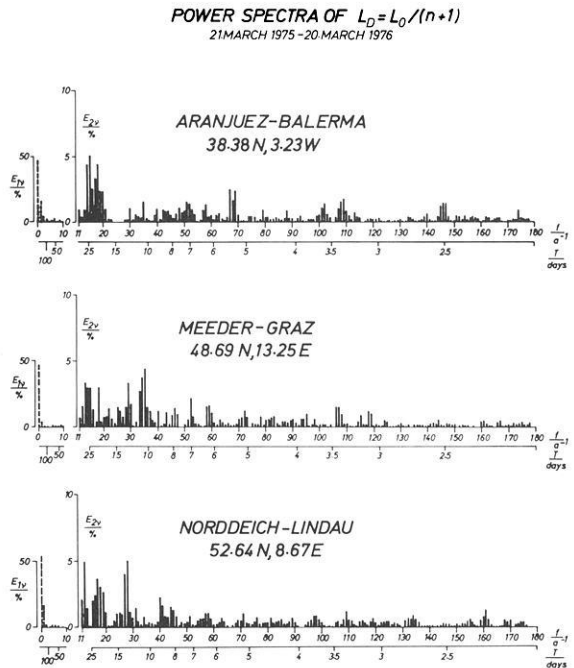 POWER SPECTRA OF L_D = L_O/(n+1)
21 MARCH 1975 - 20 MARCH 1976
10
E_2ν
%
ARANJUEZ-BALERMA
38·38 N, 3·23 W
50
E_1ν
%
5
0
0
0 10 11 20 30 40 50 60 70 80 90 100 110 120 130 140 150 160 170 180 f/a⁻¹
100 50 25 15 10 8 7 6 5 4 3·5 3 2·5 T/days
10
E_2ν
%
MEEDER-GRAZ
48·69 N, 13·25 E
50
E_1ν
%
5
0
0
0 10 11 20 30 40 50 60 70 80 90 100 110 120 130 140 150 160 170 180 f/a⁻¹
100 50 25 15 10 8 7 6 5 4 3·5 3 2·5 T/days
10
E_2ν
%
NORDDEICH-LINDAU
52·64 N, 8·67 E
50
E_1ν
%
5
0
0
0 10 11 20 30 40 50 60 70 80 90 100 110 120 130 140 150 160 170 180 f/a⁻¹
100 50 25 15 10 8 7 6 5 4 3·5 3 2·5 T/days